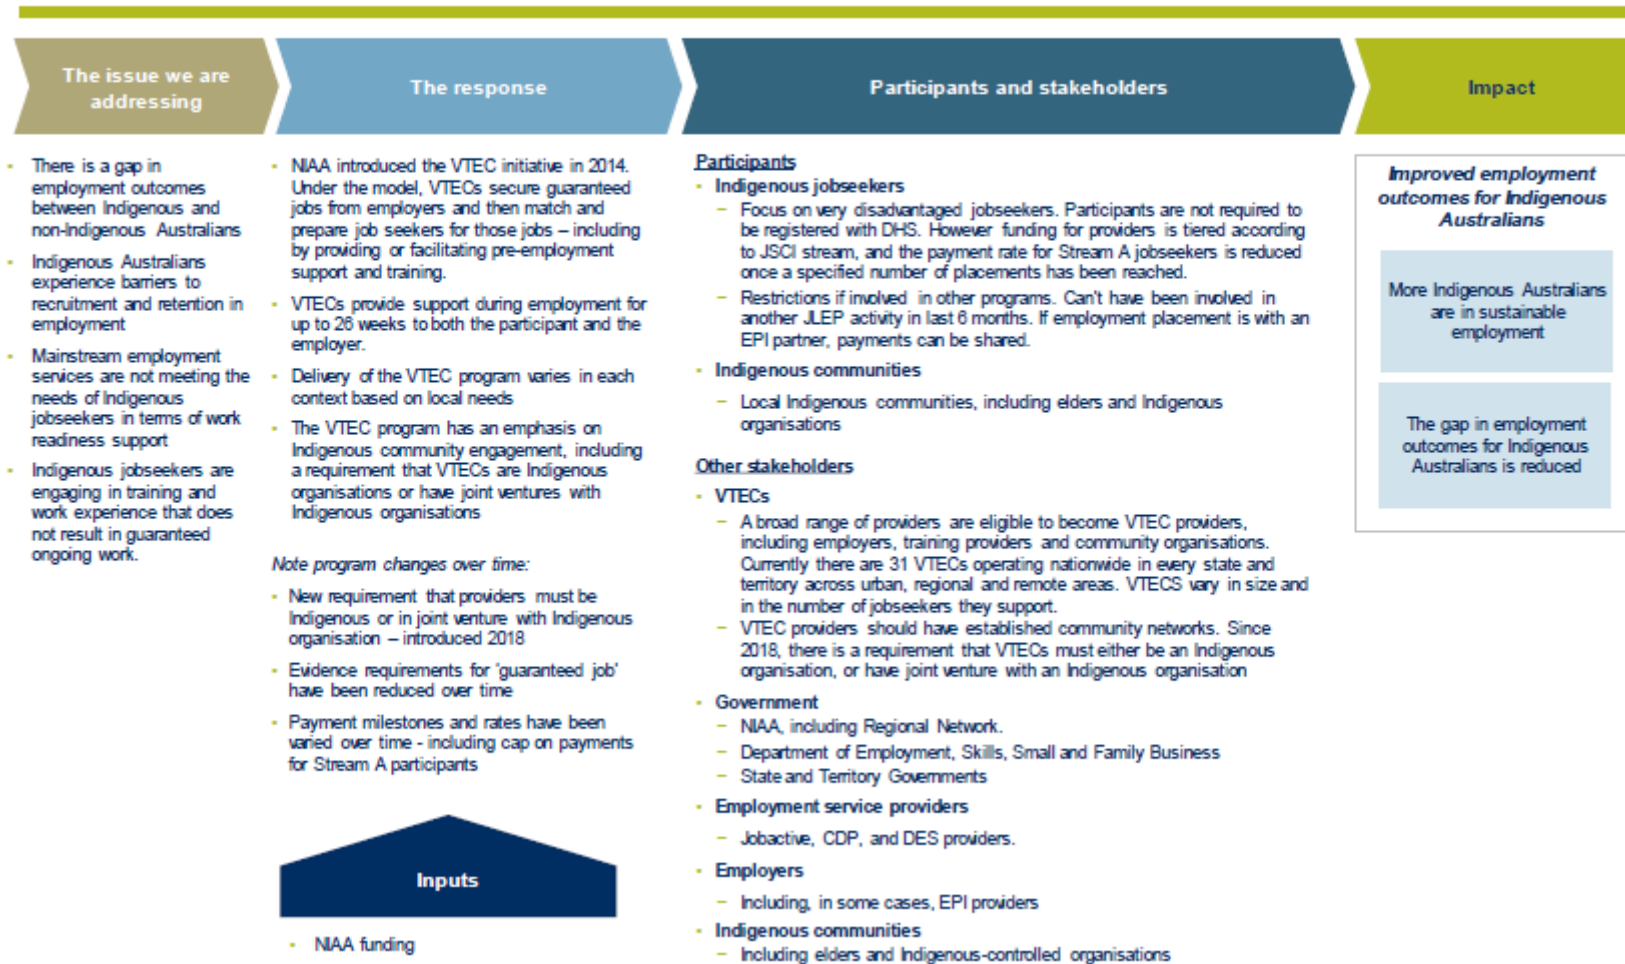 The issue we are
addressing
The response
Participants and stakeholders
Impact
▪ There is a gap in
employment outcomes
between Indigenous and
non-Indigenous Australians
▪ Indigenous Australians
experience barriers to
recruitment and retention in
employment
▪ Mainstream employment
services are not meeting the
needs of Indigenous
jobseekers in terms of work
readiness support
▪ Indigenous jobseekers are
engaging in training and
work experience that does
not result in guaranteed
ongoing work.
▪ NIAA introduced the VTEC initiative in 2014.
Under the model, VTECs secure guaranteed
jobs from employers and then match and
prepare job seekers for those jobs – including
by providing or facilitating pre-employment
support and training.
▪ VTECs provide support during employment for
up to 26 weeks to both the participant and the
employer.
▪ Delivery of the VTEC program varies in each
context based on local needs
▪ The VTEC program has an emphasis on
Indigenous community engagement, including
a requirement that VTECs are Indigenous
organisations or have joint ventures with
Indigenous organisations
Note program changes over time:
▪ New requirement that providers must be
Indigenous or in joint venture with Indigenous
organisation – introduced 2018
▪ Evidence requirements for 'guaranteed job'
have been reduced over time
▪ Payment milestones and rates have been
varied over time - including cap on payments
for Stream A participants
Inputs
▪ NIAA funding
Participants
▪ Indigenous jobseekers
– Focus on very disadvantaged jobseekers. Participants are not required to
be registered with DHS. However funding for providers is tiered according
to JSCI stream, and the payment rate for Stream A jobseekers is reduced
once a specified number of placements has been reached.
– Restrictions if involved in other programs. Can't have been involved in
another JLEP activity in last 6 months. If employment placement is with an
EPI partner, payments can be shared.
▪ Indigenous communities
– Local Indigenous communities, including elders and Indigenous
organisations
Other stakeholders
▪ VTECs
– A broad range of providers are eligible to become VTEC providers,
including employers, training providers and community organisations.
Currently there are 31 VTECs operating nationwide in every state and
territory across urban, regional and remote areas. VTECS vary in size and
in the number of jobseekers they support.
– VTEC providers should have established community networks. Since
2018, there is a requirement that VTECs must either be an Indigenous
organisation, or have joint venture with an Indigenous organisation
▪ Government
– NIAA, including Regional Network.
– Department of Employment, Skills, Small and Family Business
– State and Territory Governments
▪ Employment service providers
– Jobactive, CDP, and DES providers.
▪ Employers
– Including, in some cases, EPI providers
▪ Indigenous communities
– Including elders and Indigenous-controlled organisations
Improved employment
outcomes for Indigenous
Australians
More Indigenous Australians
are in sustainable
employment
The gap in employment
outcomes for Indigenous
Australians is reduced